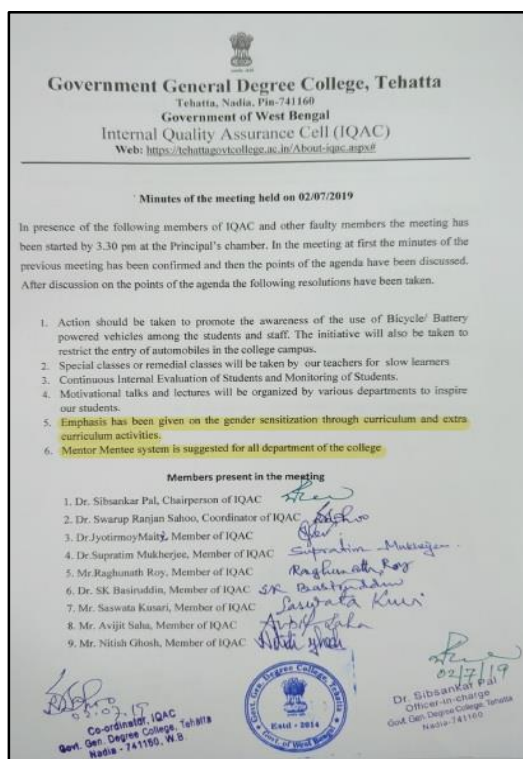 Government General Degree College, Tehatta
Tehatta, Nadia, Pin-741160
Government of West Bengal
Internal Quality Assurance Cell (IQAC)
Web: https://tehattagovtcollege.ac.in/About-iqac.aspx#
Minutes of the meeting held on 02/07/2019
In presence of the following members of IQAC and other faulty members the meeting has
been started by 3.30 pm at the Principal's chamber. In the meeting at first the minutes of the
previous meeting has been confirmed and then the points of the agenda have been discussed.
After discussion on the points of the agenda the following resolutions have been taken.
1. Action should be taken to promote the awareness of the use of Bicycle/ Battery
powered vehicles among the students and staff. The initiative will also be taken to
restrict the entry of automobiles in the college campus.
2. Special classes or remedial classes will be taken by our teachers for slow learners
3. Continuous Internal Evaluation of Students and Monitoring of Students.
4. Motivational talks and lectures will be organized by various departments to inspire
our students.
5. Emphasis has been given on the gender sensitization through curriculum and extra
curriculum activities.
6. Mentor Mentee system is suggested for all department of the college
Members present in the meeting
1. Dr. Sibsankar Pal, Chairperson of IQAC
2. Dr. Swarup Ranjan Sahoo, Coordinator of IQAC
3. Dr.JyotirmoyMaity, Member of IQAC
4. Dr.Supratim Mukherjee, Member of IQAC Supratim Mukherjee.
5. Mr.Raghunath Roy, Member of IQAC Raghunath Roy
6. Dr. SK Basiruddin, Member of IQAC SK Basiruddin
7. Mr. Saswata Kusari, Member of IQAC Saswata
8. Mr. Avijit Saha, Member of IQAC
9. Mr. Nitish Ghosh, Member of IQAC
02/7/19
Dr. Sibsankar Pal
Officer-in-charge
Govt. Gen Degree College, Tehatta
Nadia-741160
Co-ordinator, IQAC
Govt. Gen. Degree College, Tehatta
Nadia - 741160, W.B.
Govt. Gen. Degree College, Tehatta
Estd - 2014
Govt. of West Bengal